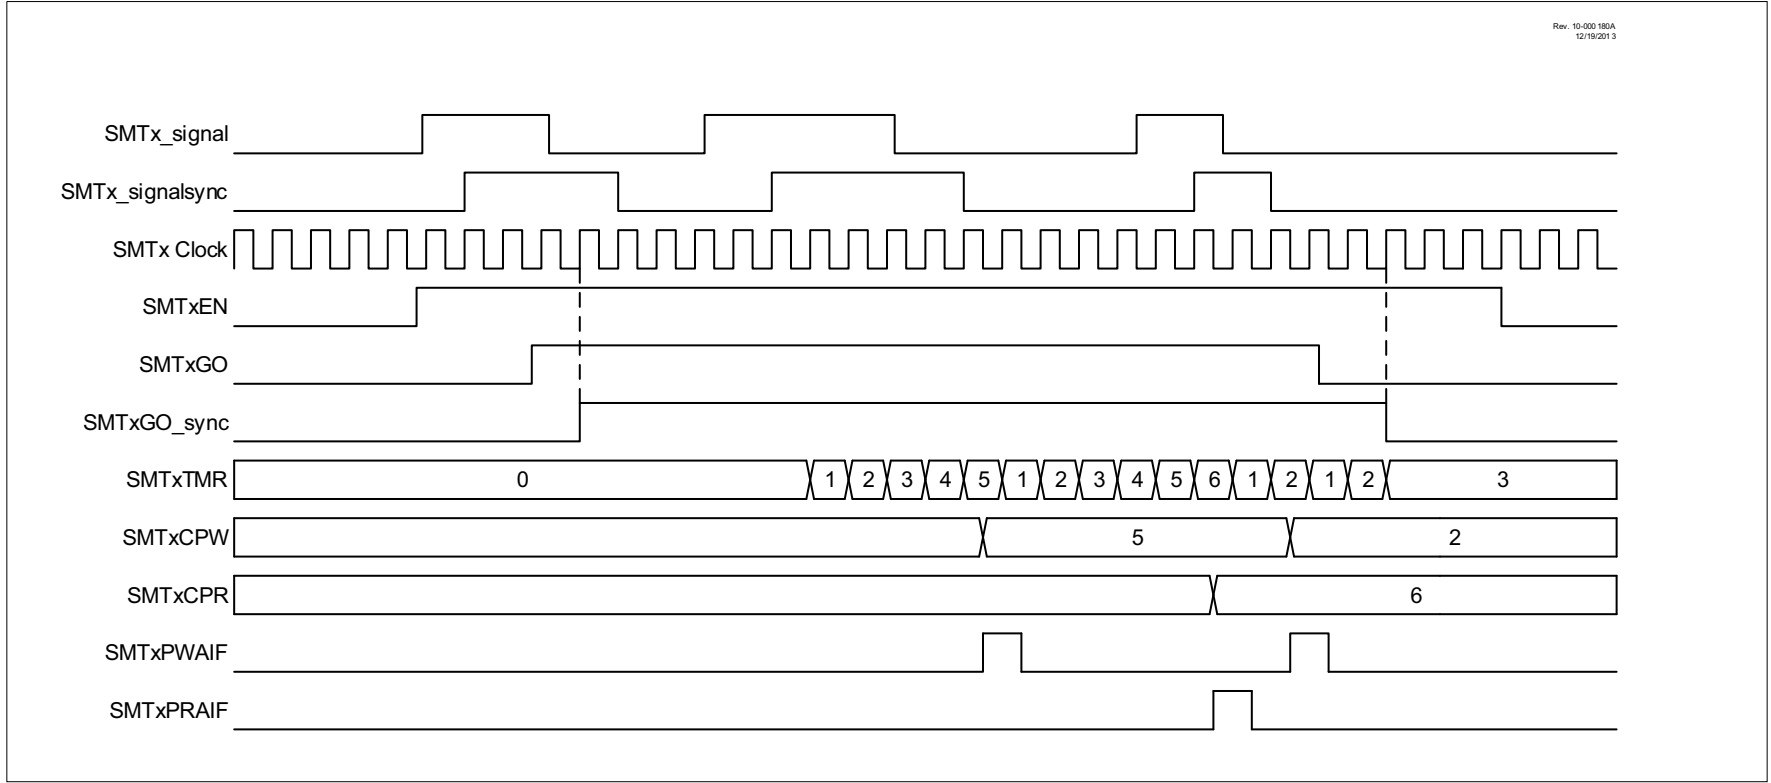 Rev. 10-000 180A
12/19/201 3
SMTx_signal
SMTx_signalsync
SMTx Clock
SMTxEN
SMTxGO
SMTxGO_sync
SMTxTMR 0 1 2 3 4 5 1 2 3 4 5 6 1 2 1 2 3
SMTxCPW 5 2
SMTxCPR 6
SMTxPWAIF
SMTxPRAIF